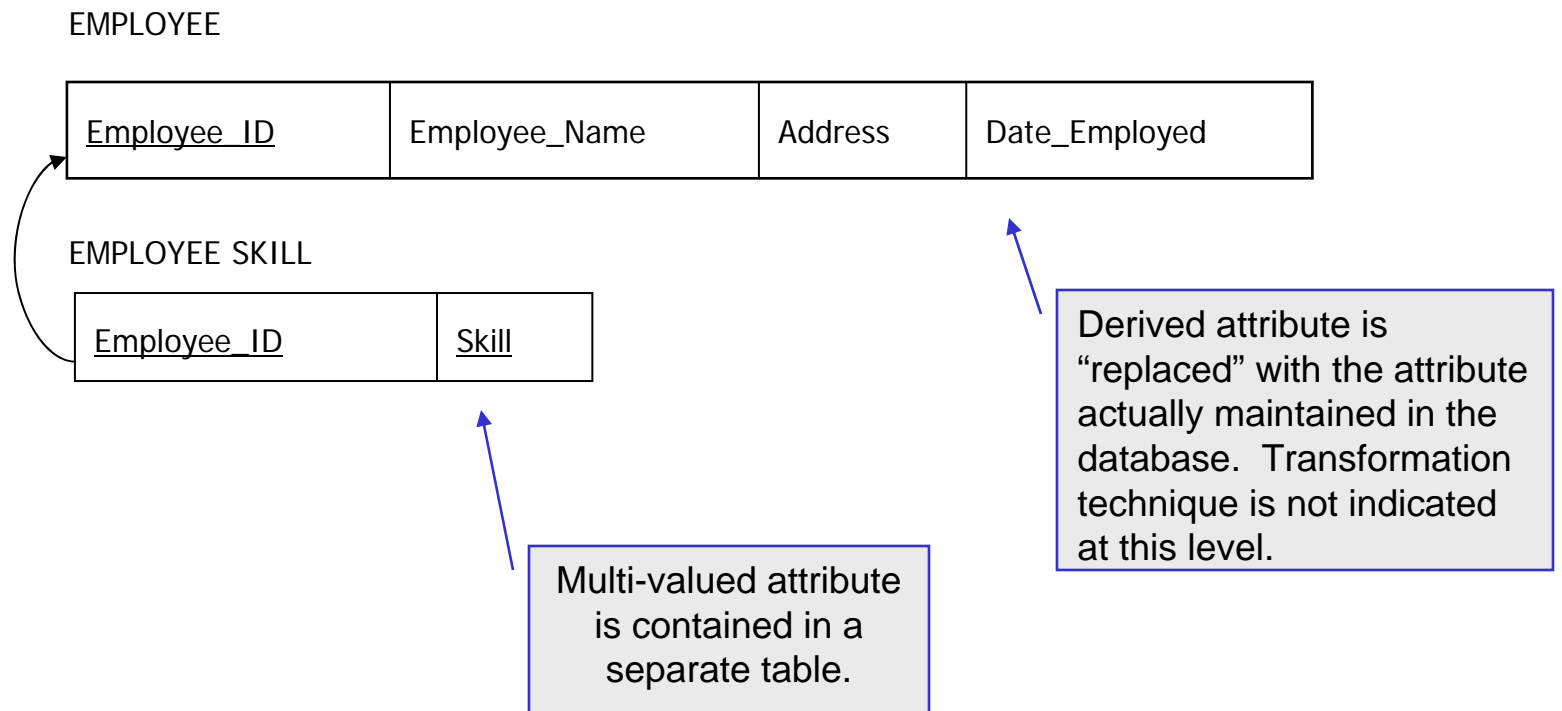 EMPLOYEE
Employee_ID Employee_Name Address Date_Employed
EMPLOYEE SKILL
Employee_ID Skill
Derived attribute is
“replaced” with the attribute
actually maintained in the
database. Transformation
technique is not indicated
at this level.
Multi-valued attribute
is contained in a
separate table.